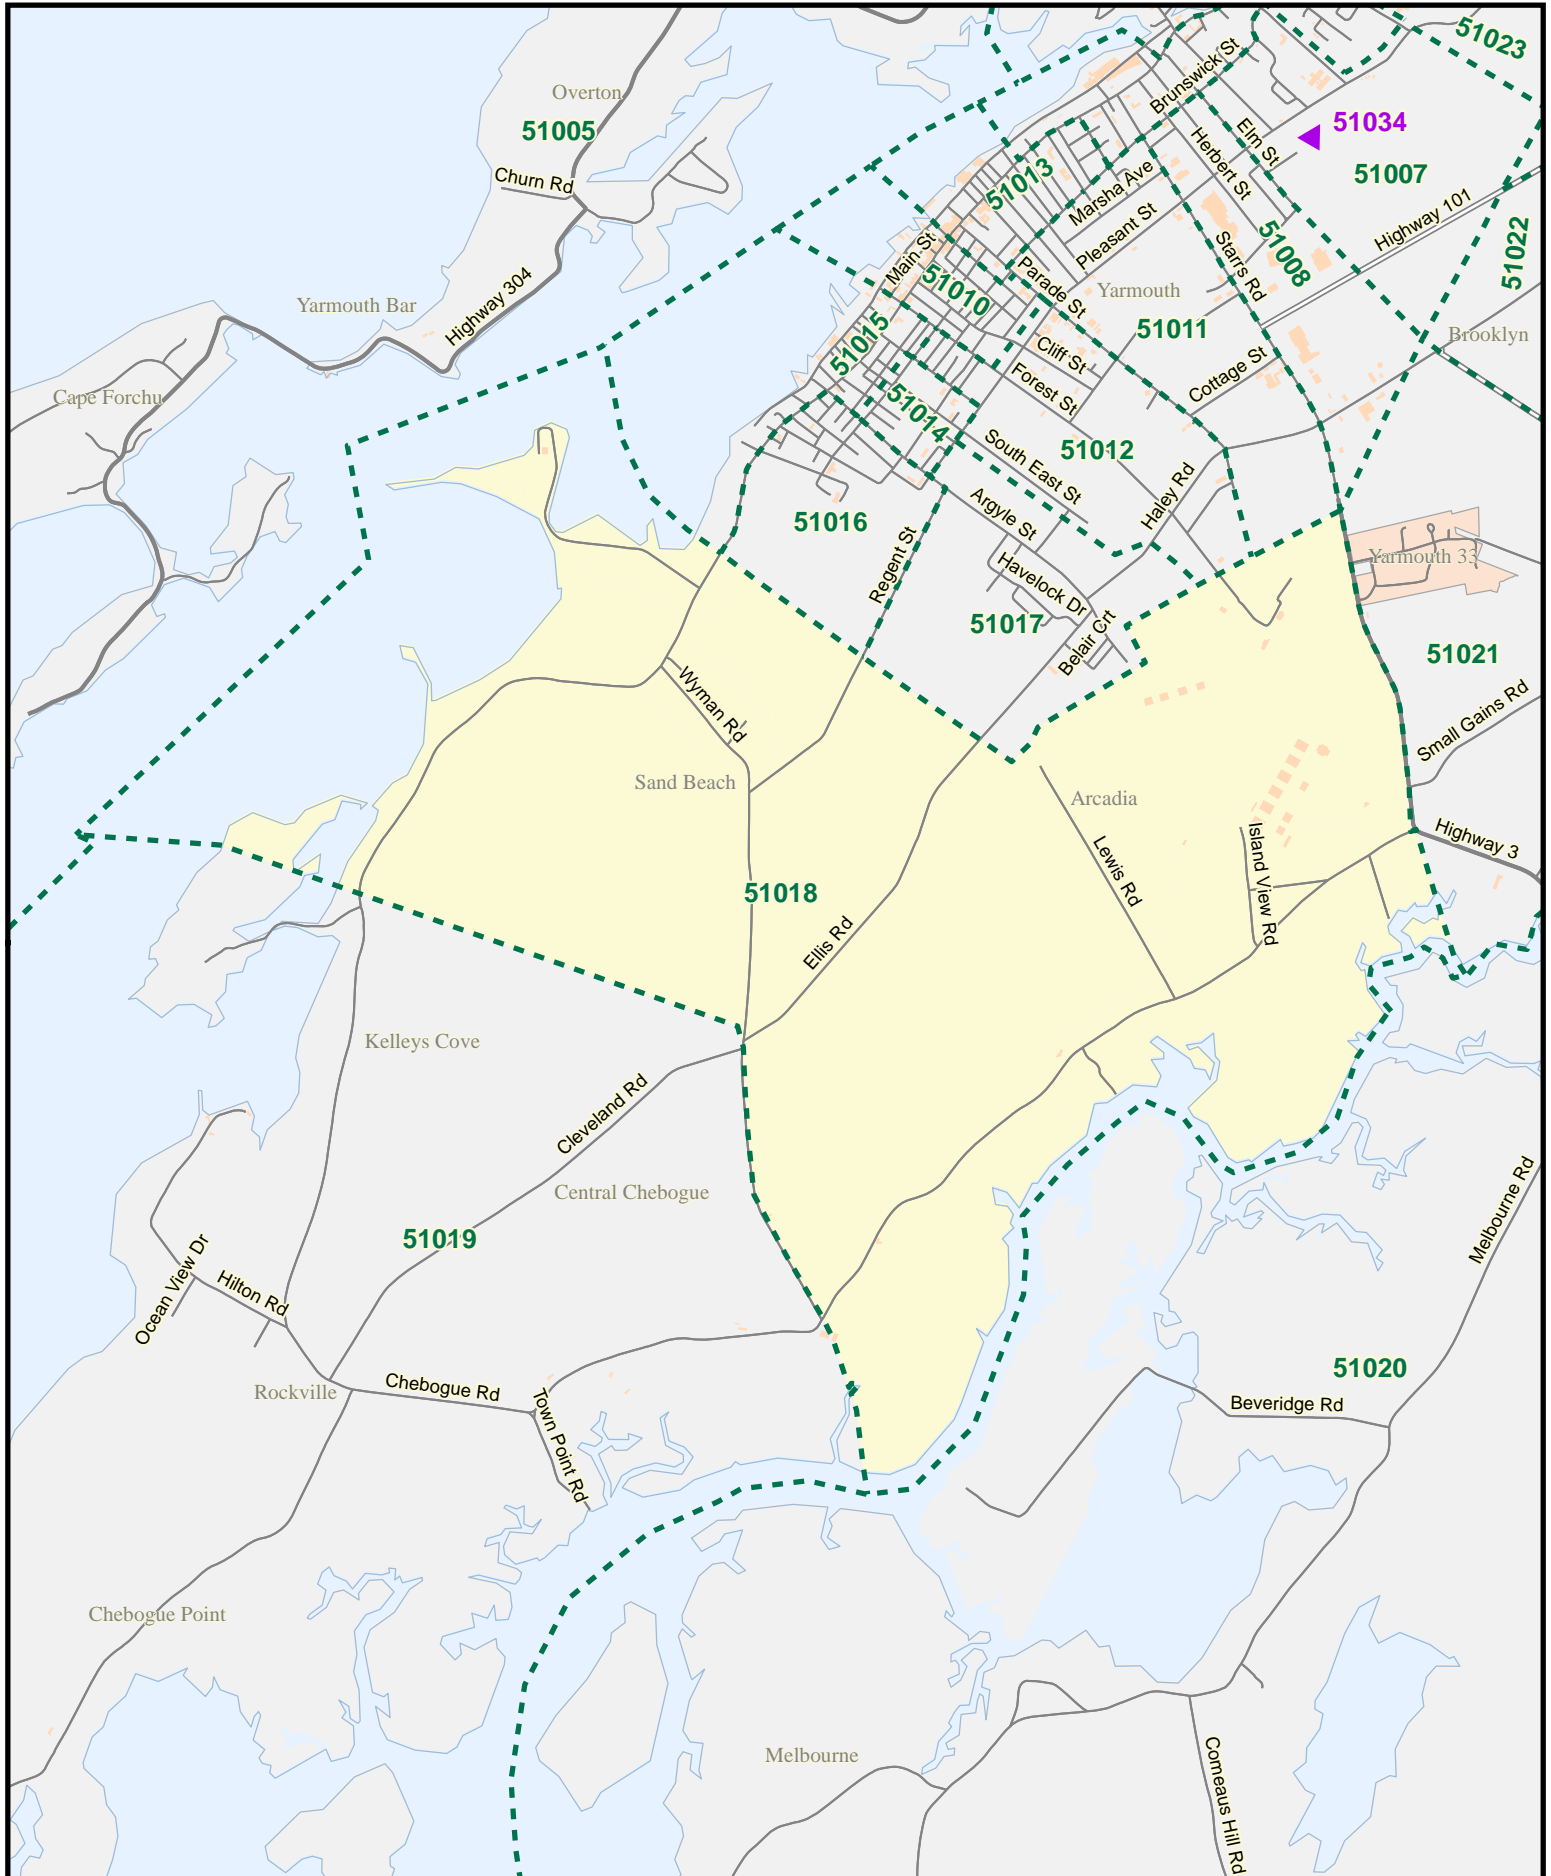 51023
Brunswick St
Overton
51005
51034
Elm St
Herbert St
51007
51013
Marsha Ave
Churn Rd
Pleasant St
Highway 101
51022
51008
Starrs Rd
Main St
51010
Parade St
Yarmouth
Yarmouth Bar
Highway 304
51011
Brooklyn
51015
Cliff St
Cottage St
Forest St
Cape Forchu
51014
South East St
51012
Haley Rd
51016
Argyle St
Regent St
Yarmouth 33
Havelock Dr
51017
Belair Crt
51021
Wyman Rd
Small Gains Rd
Sand Beach
Arcadia
Highway 3
Lewis Rd
Island View Rd
51018
Ellis Rd
Kelleys Cove
Cleveland Rd
Central Chebogue
51019
Melbourne Rd
Ocean View Dr
Hilton Rd
51020
Rockville
Chebogue Rd
Beveridge Rd
Town Point Rd
Chebogue Point
Melbourne
Comeaus Hill Rd